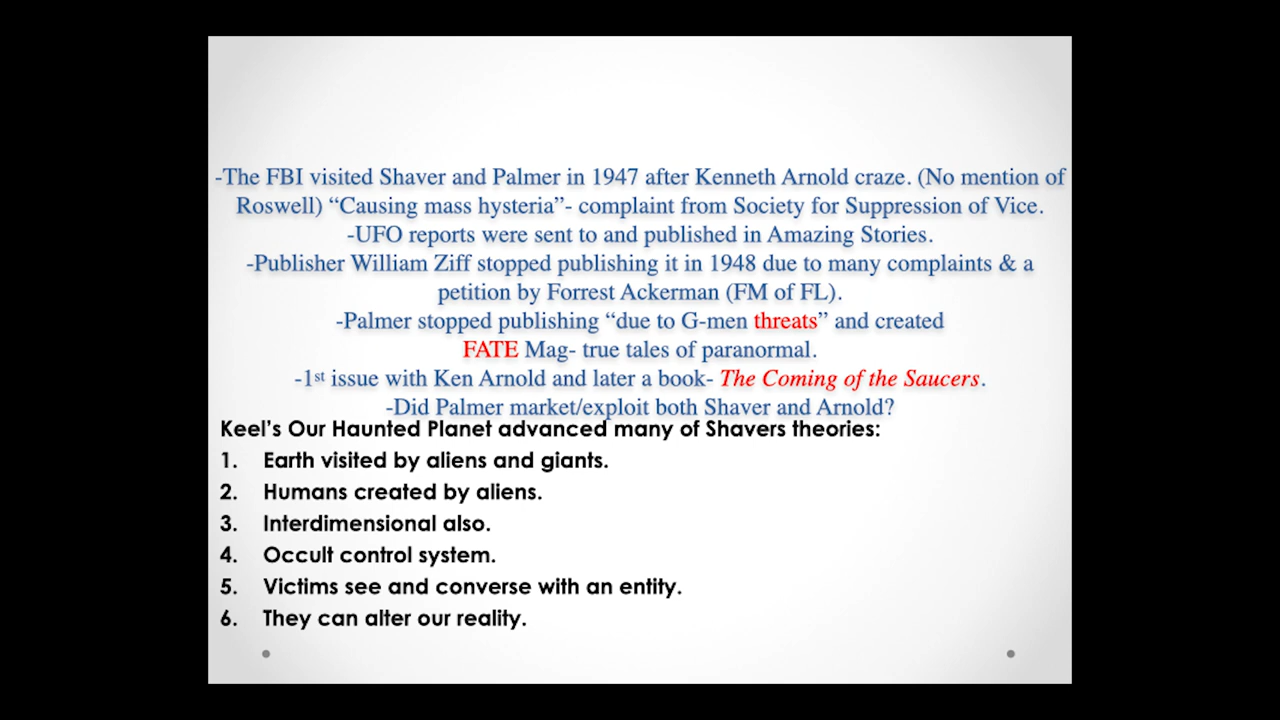 -The FBI visited Shaver and Palmer in 1947 after Kenneth Arnold craze. (No mention of
Roswell) “Causing mass hysteria”- complaint from Society for Suppression of Vice.
-UFO reports were sent to and published in Amazing Stories.
-Publisher William Ziff stopped publishing it in 1948 due to many complaints & a
petition by Forrest Ackerman (FM of FL).
-Palmer stopped publishing “due to G-men threats” and created
FATE Mag- true tales of paranormal.
-1st issue with Ken Arnold and later a book- The Coming of the Saucers.
-Did Palmer market/exploit both Shaver and Arnold?
Keel’s Our Haunted Planet advanced many of Shavers theories:
1. Earth visited by aliens and giants.
2. Humans created by aliens.
3. Interdimensional also.
4. Occult control system.
5. Victims see and converse with an entity.
6. They can alter our reality.